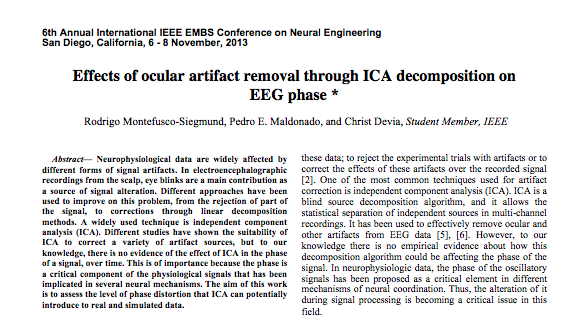 6th Annual International IEEE EMBS Conference on Neural Engineering
San Diego, California, 6 - 8 November, 2013
Effects of ocular artifact removal through ICA decomposition on
EEG phase *
Rodrigo Montefusco-Siegmund, Pedro E. Maldonado, and Christ Devia, Student Member, IEEE
Abstract— Neurophysiological data are widely affected by
different forms of signal artifacts. In electroencephalographic
recordings from the scalp, eye blinks are a main contribution as
a source of signal alteration. Different approaches have been
used to improve on this problem, from the rejection of part of
the signal, to corrections through linear decomposition
methods. A widely used technique is independent component
analysis (ICA). Different studies have shown the suitability of
ICA to correct a variety of artifact sources, but to our
knowledge, there is no evidence of the effect of ICA in the phase
of a signal, over time. This is of importance because the phase is
a critical component of the physiological signals that has been
implicated in several neural mechanisms. The aim of this work
is to assess the level of phase distortion that ICA can potentially
introduce to real and simulated data.
these data; to reject the experimental trials with artifacts or to
correct the effects of these artifacts over the recorded signal
[2]. One of the most common techniques used for artifact
correction is independent component analysis (ICA). ICA is a
blind source decomposition algorithm, and it allows the
statistical separation of independent sources in multi-channel
recordings. It has been used to effectively remove ocular and
other artifacts from EEG data [5], [6]. However, to our
knowledge there is no empirical evidence about how this
decomposition algorithm could be affecting the phase of the
signal. In neurophysiologic data, the phase of the oscillatory
signals has been proposed as a critical element in different
mechanisms of neural coordination. Thus, the alteration of it
during signal processing is becoming a critical issue in this
field.